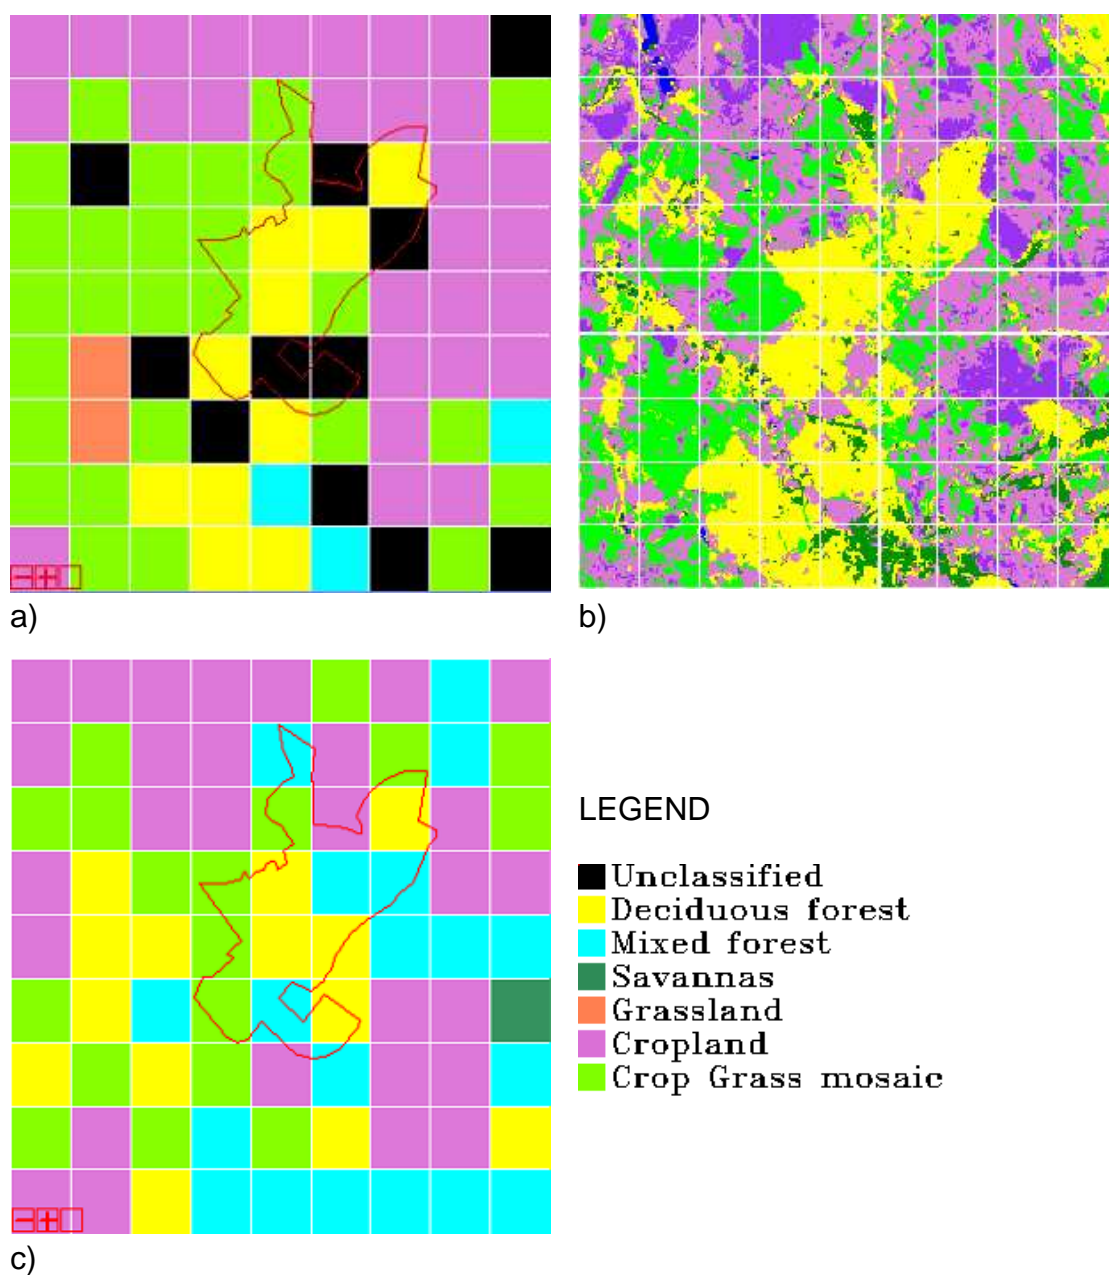 a)
b)
LEGEND
Unclassified
Deciduous forest
Mixed forest
Savannas
Grassland
Cropland
Crop Grass mosaic
c)